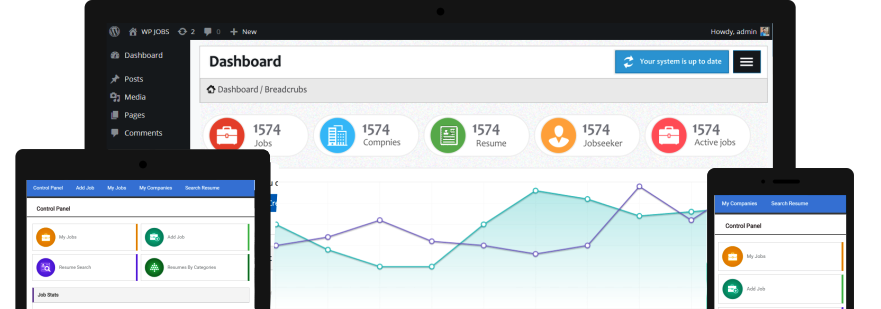 WP JOBS 2 0 + New Howdy, admin
Dashboard
Posts
Media
Pages
Comments
Dashboard
Your system is up to date
Dashboard / Breadcrubs
1574
Jobs
1574
Compnies
1574
Resume
1574
Jobseeker
1574
Active jobs
Control Panel Add Job My Jobs My Companies Search Resume
Control Panel
My Jobs
Add Job
Resume Search
Resumes By Categories
Job Stats
My Companies Search Resume
Control Panel
My Jobs
Add Job